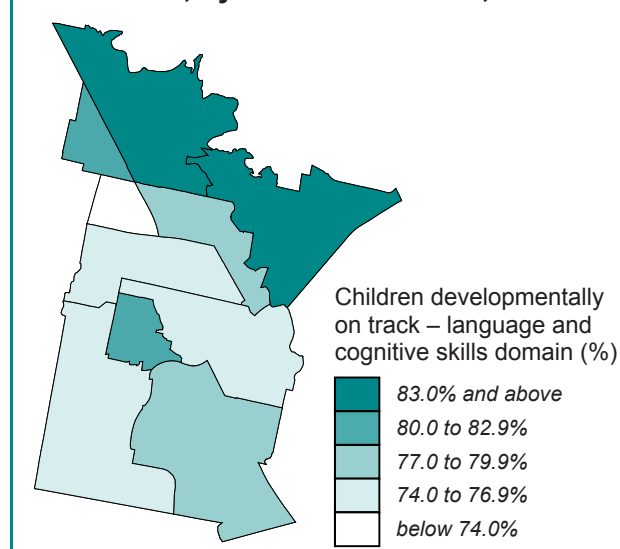 Children developmentally
on track – language and
cognitive skills domain (%)
83.0% and above
80.0 to 82.9%
77.0 to 79.9%
74.0 to 76.9%
below 74.0%